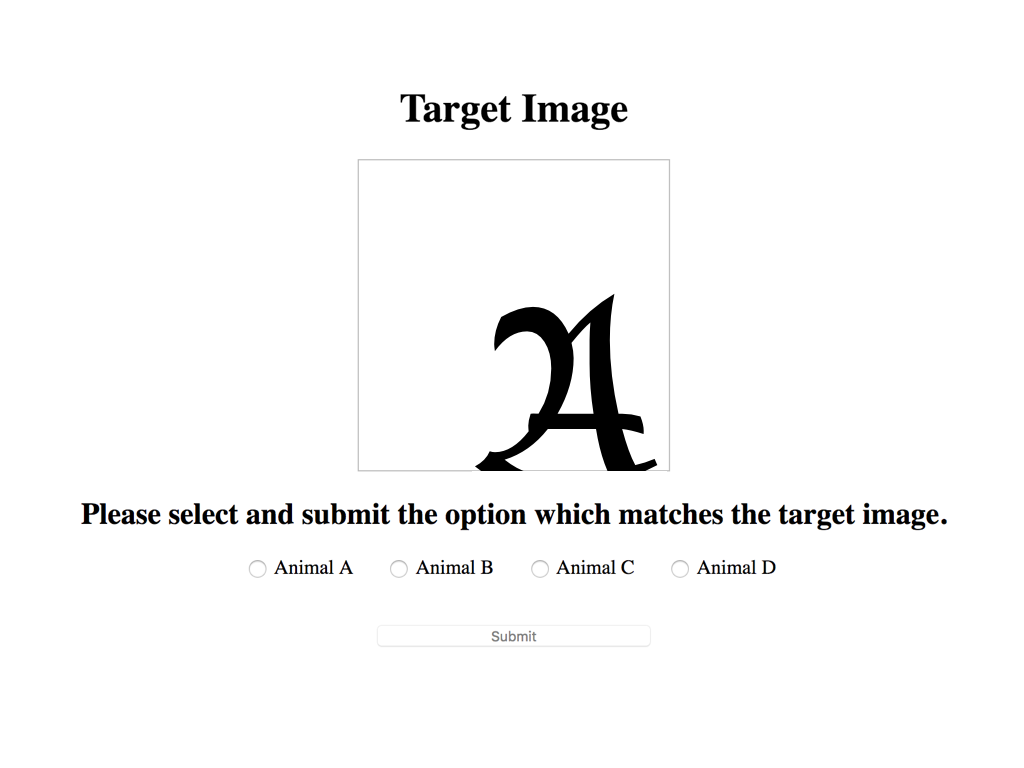 Target Image
A
Please select and submit the option which matches the target image.
Animal A Animal B Animal C Animal D
Submit